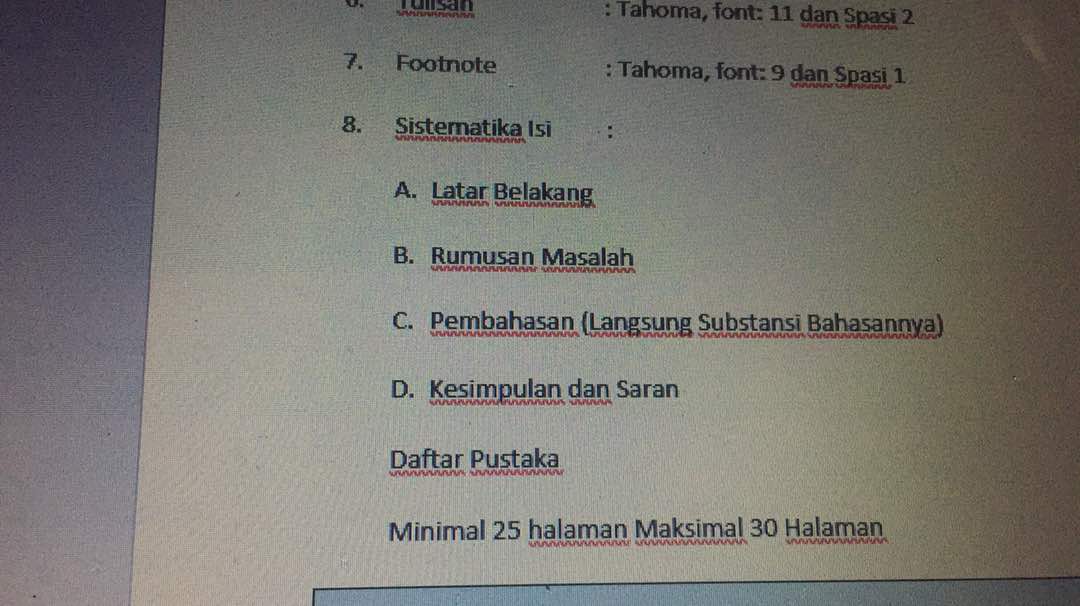 6. Tulisan : Tahoma, font: 11 dan Spasi 2
7. Footnote : Tahoma, font: 9 dan Spasi 1
8. Sistematika Isi :
A. Latar Belakang
B. Rumusan Masalah
C. Pembahasan (Langsung Substansi Bahasannya)
D. Kesimpulan dan Saran
Daftar Pustaka
Minimal 25 halaman Maksimal 30 Halaman